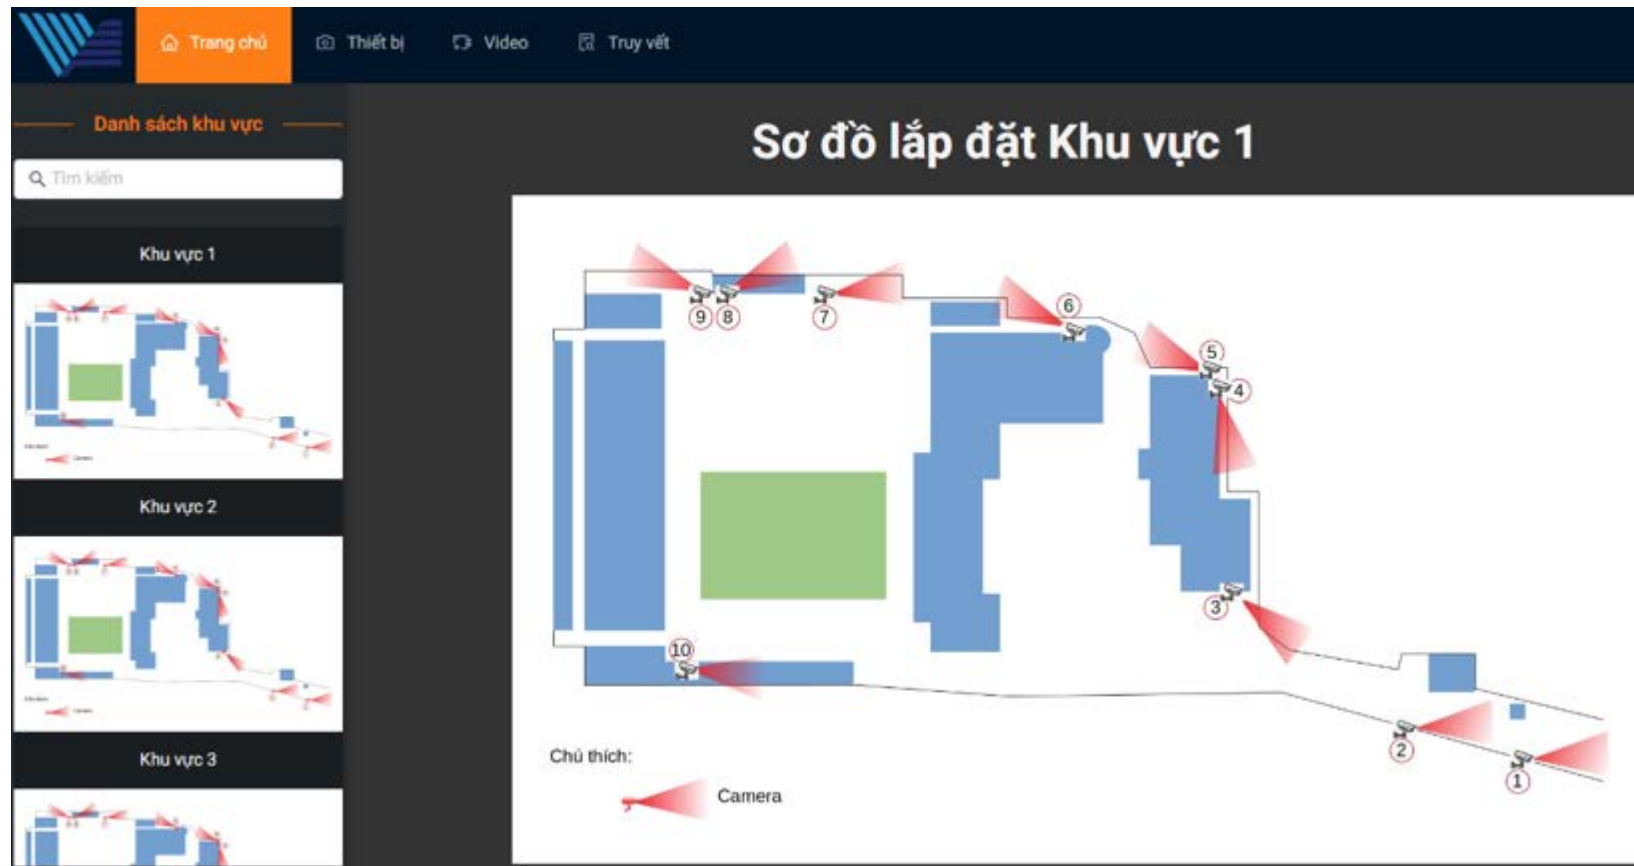 Trang chủ
Thiết bị
Video
Truy vết
Danh sách khu vực
Tìm kiếm
Khu vực 1
Khu vực 2
Khu vực 3
Sơ đồ lắp đặt Khu vực 1
9
8
7
6
5
4
3
10
2
1
Chú thích:
Camera